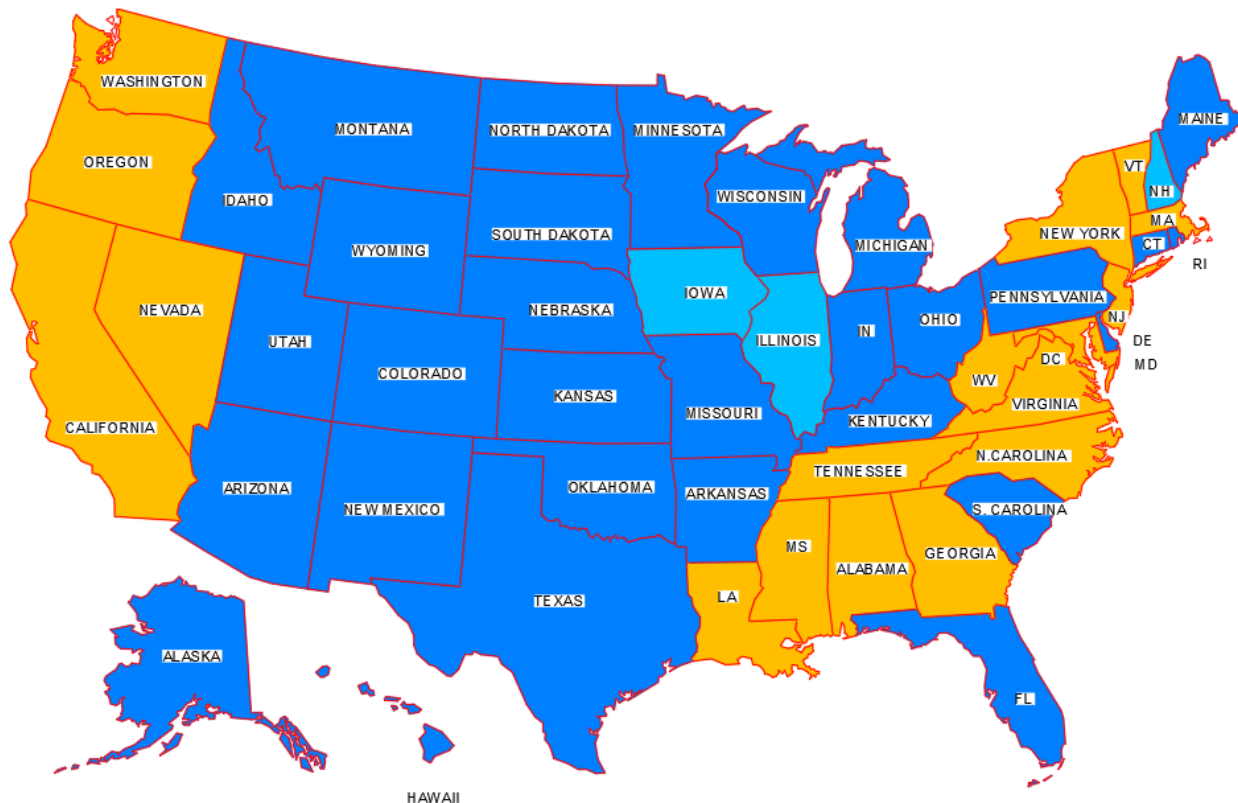 WASHINGTON
MAINE
MONTANA
NORTH DAKOTA
MINNESOTA
OREGON
VT
NH
IDAHO
WISCONSIN
MA
SOUTH DAKOTA
NEW YORK
WYOMING
MICHIGAN
CT
RI
IOWA
PENNSYLVANIA
NEVADA
NEBRASKA
OHIO
NJ
UTAH
ILLINOIS
IN
DE
DC
MD
COLORADO
WV
KANSAS
VIRGINIA
MISSOURI
KENTUCKY
CALIFORNIA
N.CAROLINA
TENNESSEE
ARIZONA
OKLAHOMA
ARKANSAS
NEW MEXICO
S. CAROLINA
MS
GEORGIA
ALABAMA
TEXAS
LA
ALASKA
FL
HAWAII